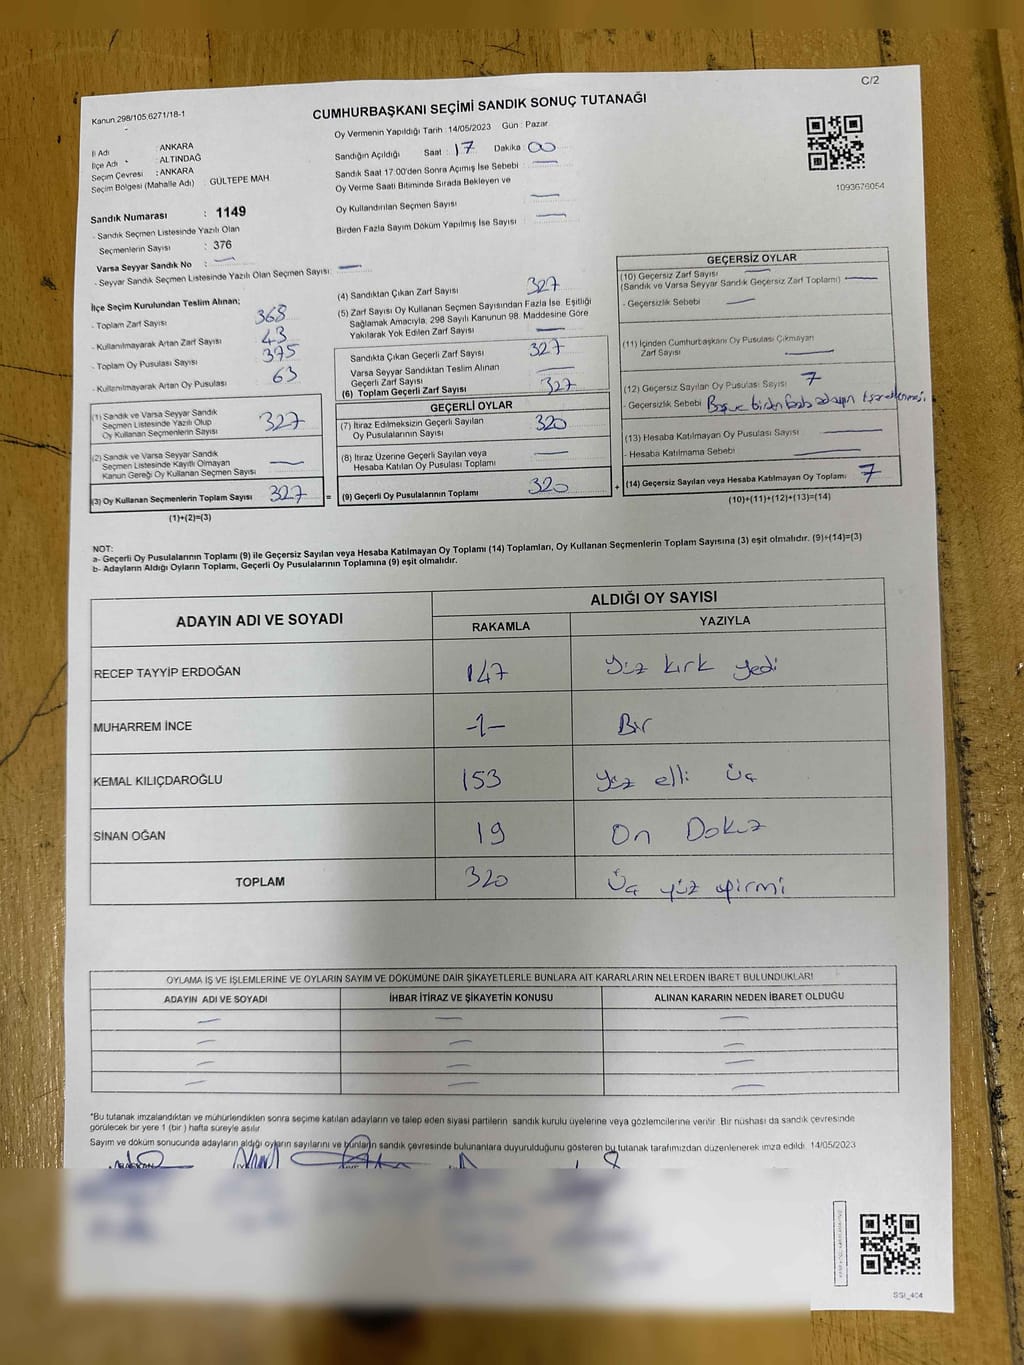 C/2
Kanun 298/105 6271/18-1
CUMHURBAŞKANI SEÇİMİ SANDIK SONUÇ TUTANAĞI
Oy Vermenin Yapıldığı Tarih : 14/05/2023 Gün : Pazar
İl Adı : ANKARA
İlçe Adı : ALTINDAĞ
Seçim Çevresi : ANKARA
Seçim Bölgesi (Mahalle Adı) GÜLTEPE MAH.
Sandığın Açıldığı Saat : 17 Dakika : 00
Sandık Saat 17:00'den Sonra Açılmış İse Sebebi : —
Oy Verme Saati Bitiminde Sırada Bekleyen ve
Oy Kullandırılan Seçmen Sayısı —
Birden Fazla Sayım Döküm Yapılmış İse Sayısı : —
1093676054
Sandık Numarası : 1149
- Sandık Seçmen Listesinde Yazılı Olan
Seçmenlerin Sayısı : 376
Varsa Seyyar Sandık No : —
- Seyyar Sandık Seçmen Listesinde Yazılı Olan Seçmen Sayısı: —
İlçe Seçim Kurulundan Teslim Alınan;
- Toplam Zarf Sayısı 368
- Kullanılmayarak Artan Zarf Sayısı 43
- Toplam Oy Pusulası Sayısı 395
- Kullanılmayarak Artan Oy Pusulası 63
(1) Sandık ve Varsa Seyyar Sandık
Seçmen Listesinde Yazılı Olup
Oy Kullanan Seçmenlerin Sayısı 327
(2) Sandık ve Varsa Seyyar Sandık
Seçmen Listesinde Kayıtlı Olmayan
Kanun Gereği Oy Kullanan Seçmen Sayısı —
(3) Oy Kullanan Seçmenlerin Toplam Sayısı 327 =
(1)+(2)=(3)
(4) Sandıktan Çıkan Zarf Sayısı 327
(5) Zarf Sayısı Oy Kullanan Seçmen Sayısından Fazla İse, Eşitliği
Sağlamak Amacıyla, 298 Sayılı Kanunun 98. Maddesine Göre
Yakılarak Yok Edilen Zarf Sayısı —
Sandıkta Çıkan Geçerli Zarf Sayısı 327
Varsa Seyyar Sandıktan Teslim Alınan
Geçerli Zarf Sayısı —
(6) Toplam Geçerli Zarf Sayısı 327
GEÇERLİ OYLAR
(7) İtiraz Edilmeksizin Geçerli Sayılan
Oy Pusulalarının Sayısı 320
(8) İtiraz Üzerine Geçerli Sayılan veya
Hesaba Katılan Oy Pusulası Toplamı —
(9) Geçerli Oy Pusulalarının Toplamı 320 +
GEÇERSİZ OYLAR
(10) Geçersiz Zarf Sayısı —
(Sandık ve Varsa Seyyar Sandık Geçersiz Zarf Toplamı) —
- Geçersizlik Sebebi —
(11) İçinden Cumhurbaşkanı Oy Pusulası Çıkmayan
Zarf Sayısı —
(12) Geçersiz Sayılan Oy Pusulası Sayısı 7
- Geçersizlik Sebebi Boş ve birden fazla adayın işaretlenmesi
(13) Hesaba Katılmayan Oy Pusulası Sayısı —
- Hesaba Katılmama Sebebi —
(14) Geçersiz Sayılan veya Hesaba Katılmayan Oy Toplamı 7
(10)+(11)+(12)+(13)=(14)
NOT:
a- Geçerli Oy Pusulalarının Toplamı (9) ile Geçersiz Sayılan veya Hesaba Katılmayan Oy Toplamı (14) Toplamları, Oy Kullanan Seçmenlerin Toplam Sayısına (3) eşit olmalıdır. (9)+(14)=(3)
b- Adayların Aldığı Oyların Toplamı, Geçerli Oy Pusulalarının Toplamına (9) eşit olmalıdır.
ADAYIN ADI VE SOYADI
ALDIĞI OY SAYISI
RAKAMLA YAZIYLA
RECEP TAYYİP ERDOĞAN 147 Yüz kırk yedi
MUHARREM İNCE -1- Bir
KEMAL KILIÇDAROĞLU 153 Yüz elli üç
SİNAN OĞAN 19 On Dokuz
TOPLAM 320 Üç yüz yirmi
OYLAMA İŞ VE İŞLEMLERİNE VE OYLARIN SAYIM VE DÖKÜMÜNE DAİR ŞİKAYETLERLE BUNLARA AİT KARARLARIN NELERDEN İBARET BULUNDUKLARI
ADAYIN ADI VE SOYADI İHBAR İTİRAZ VE ŞİKAYETİN KONUSU ALINAN KARARIN NEDEN İBARET OLDUĞU
— — —
— — —
— — —
— — —
*Bu tutanak imzalandıktan ve mühürlendikten sonra seçime katılan adayların ve talep eden siyasi partilerin sandık kurulu üyelerine veya gözlemcilerine verilir. Bir nüshası da sandık çevresinde
görülecek bir yere 1 (bir) hafta süreyle asılır.
Sayım ve döküm sonucunda adayların aldığı oyların sayılarını ve bunların sandık çevresinde bulunanlara duyurulduğunu gösteren bu tutanak tarafımızdan düzenlenerek imza edildi. 14/05/2023
BAŞKAN
SSİ_404